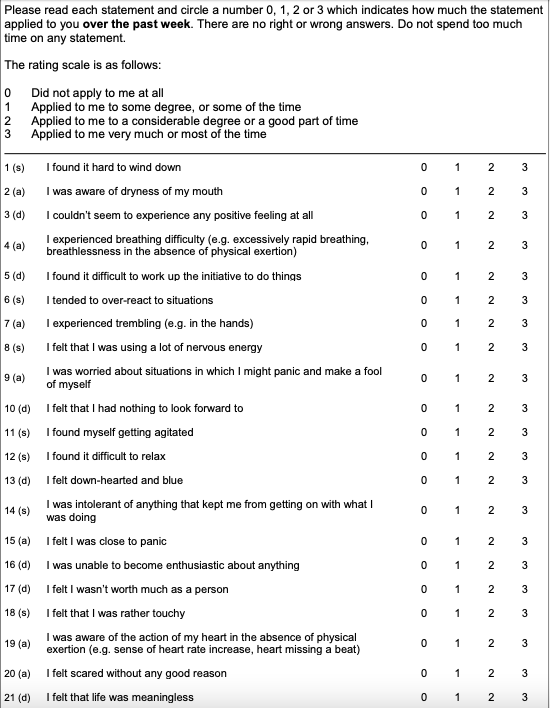 Please read each statement and circle a number 0, 1, 2 or 3 which indicates how much the statement
applied to you over the past week. There are no right or wrong answers. Do not spend too much
time on any statement.
The rating scale is as follows:
0 Did not apply to me at all
1 Applied to me to some degree, or some of the time
2 Applied to me to a considerable degree or a good part of time
3 Applied to me very much or most of the time
1 (s) I found it hard to wind down 0 1 2 3
2 (a) I was aware of dryness of my mouth 0 1 2 3
3 (d) I couldn't seem to experience any positive feeling at all 0 1 2 3
4 (a) I experienced breathing difficulty (e.g. excessively rapid breathing,
breathlessness in the absence of physical exertion) 0 1 2 3
5 (d) I found it difficult to work up the initiative to do things 0 1 2 3
6 (s) I tended to over-react to situations 0 1 2 3
7 (a) I experienced trembling (e.g. in the hands) 0 1 2 3
8 (s) I felt that I was using a lot of nervous energy 0 1 2 3
9 (a) I was worried about situations in which I might panic and make a fool
of myself 0 1 2 3
10 (d) I felt that I had nothing to look forward to 0 1 2 3
11 (s) I found myself getting agitated 0 1 2 3
12 (s) I found it difficult to relax 0 1 2 3
13 (d) I felt down-hearted and blue 0 1 2 3
14 (s) I was intolerant of anything that kept me from getting on with what I
was doing 0 1 2 3
15 (a) I felt I was close to panic 0 1 2 3
16 (d) I was unable to become enthusiastic about anything 0 1 2 3
17 (d) I felt I wasn't worth much as a person 0 1 2 3
18 (s) I felt that I was rather touchy 0 1 2 3
19 (a) I was aware of the action of my heart in the absence of physical
exertion (e.g. sense of heart rate increase, heart missing a beat) 0 1 2 3
20 (a) I felt scared without any good reason 0 1 2 3
21 (d) I felt that life was meaningless 0 1 2 3